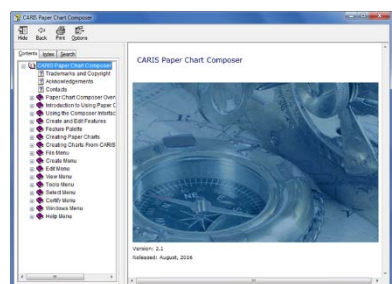 CARIS Paper Chart Composer
Hide Back Print Options
Contents Index Search
CARIS Paper Chart Composer
Trademarks and Copyright
Acknowledgements
Contacts
Paper Chart Composer Over
Introduction to Using Paper C
Using the Composer Interfac
Create and Edit Features
Feature Palette
Creating Paper Charts
Creating Charts From CARIS
File Menu
Create Menu
Edit Menu
View Menu
Tools Menu
Select Menu
Certify Menu
Windows Menu
Help Menu
CARIS Paper Chart Composer
NE
Version: 2.1
Released: August, 2016